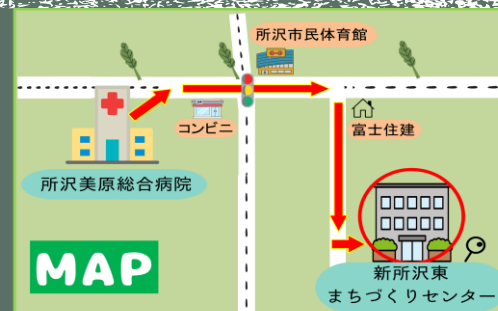 所沢市民体育館
コンビニ
富士住建
所沢美原総合病院
MAP
新所沢東
まちづくりセンター